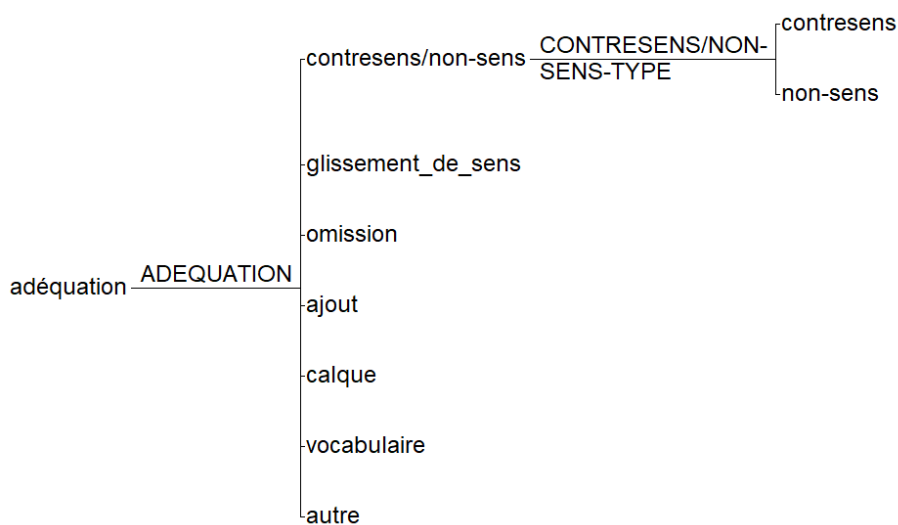 contresens
contresens/non-sens
CONTRESENS/NON-
SENS-TYPE
non-sens
glissement_de_sens
omission
adéquation
ADEQUATION
ajout
calque
vocabulaire
autre